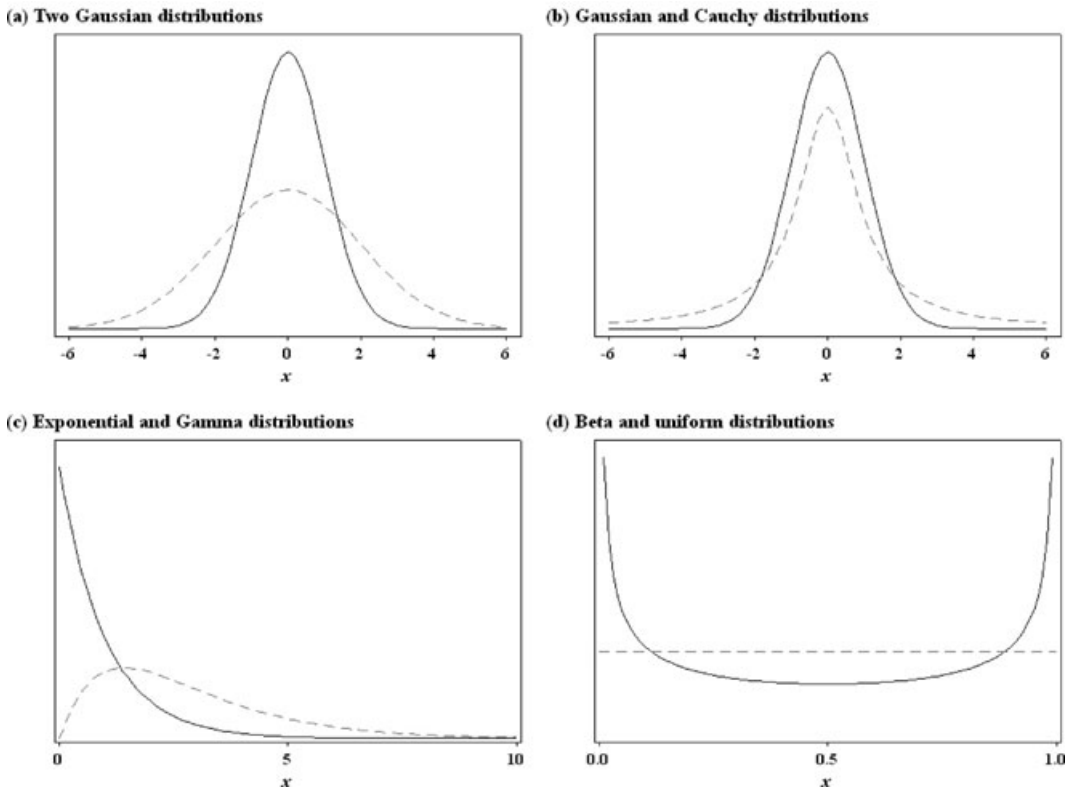 (a) Two Gaussian distributions
-6 -4 -2 0 2 4 6
x
(b) Gaussian and Cauchy distributions
-6 -4 -2 0 2 4 6
x
(c) Exponential and Gamma distributions
0 5 10
x
(d) Beta and uniform distributions
0.0 0.5 1.0
x